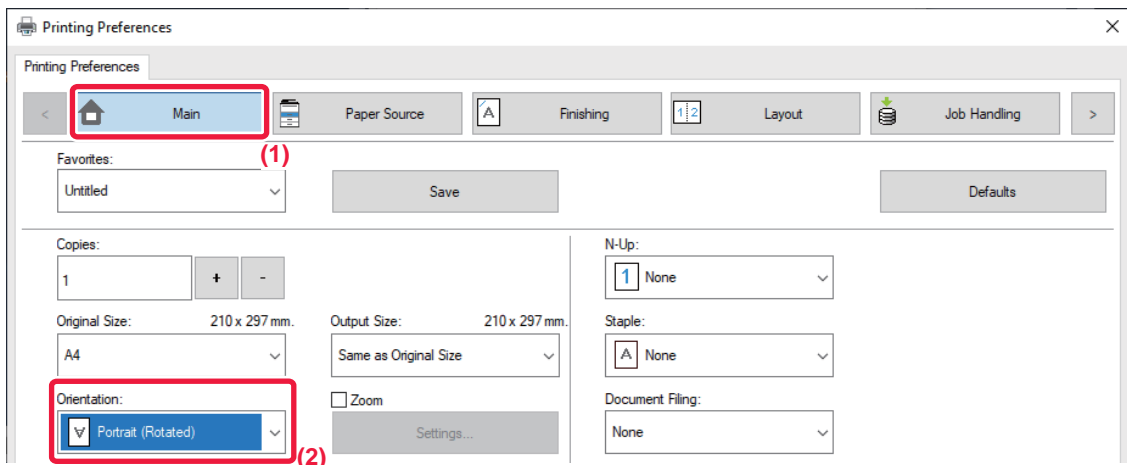 Printing Preferences
Printing Preferences
< Main Paper Source A Finishing 1 2 Layout Job Handling >
(1)
Favorites:
Untitled Save Defaults
Copies: N-Up:
1 + - 1 None
Original Size: 210 x 297 mm. Output Size: 210 x 297 mm. Staple:
A4 Same as Original Size A None
Orientation: Zoom Document Filing:
A Portrait (Rotated) Settings... None
(2)